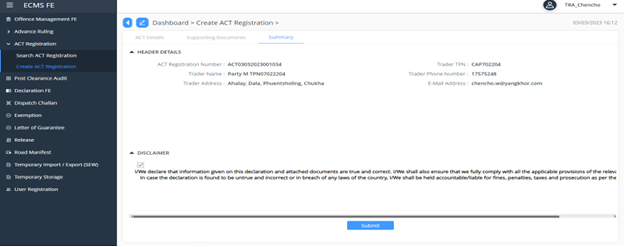 ECMS FE
TRA_Chenche
Offence Management FE
Advance Ruling
ACT Registration
Search ACT Registration
Create ACT Registration
Post Clearance Audit
Declaration FE
Dispatch Challan
Exemption
Letter of Guarantee
Release
Road Manifest
Temporary Import / Export (SEW)
Temporary Storage
User Registration
Dashboard > Create ACT Registration >
03/03/2023 16:12
ACT Details
Supporting Documents
Summary
HEADER DETAILS
ACT Registration Number : ACT03032023001034
Trader TPN : CAP702204
Trader Name : Party M TPN07022204
Trader Phone Number : 17575248
Trader Address : Ahalay, Dala, Phuentsholing, Chukha
E-Mail Address : chencho.w@yangkhor.com
DISCLAIMER
I/We declare that information given on this declaration and attached documents are true and correct. I/We shall also ensure that we fully comply with all the applicable provisions of the releva
In case the declaration is found to be untrue and incorrect or in breach of any laws of the country, I/We shall be held accountable/liable for fines, penalties, taxes and prosecution as per the
Submit